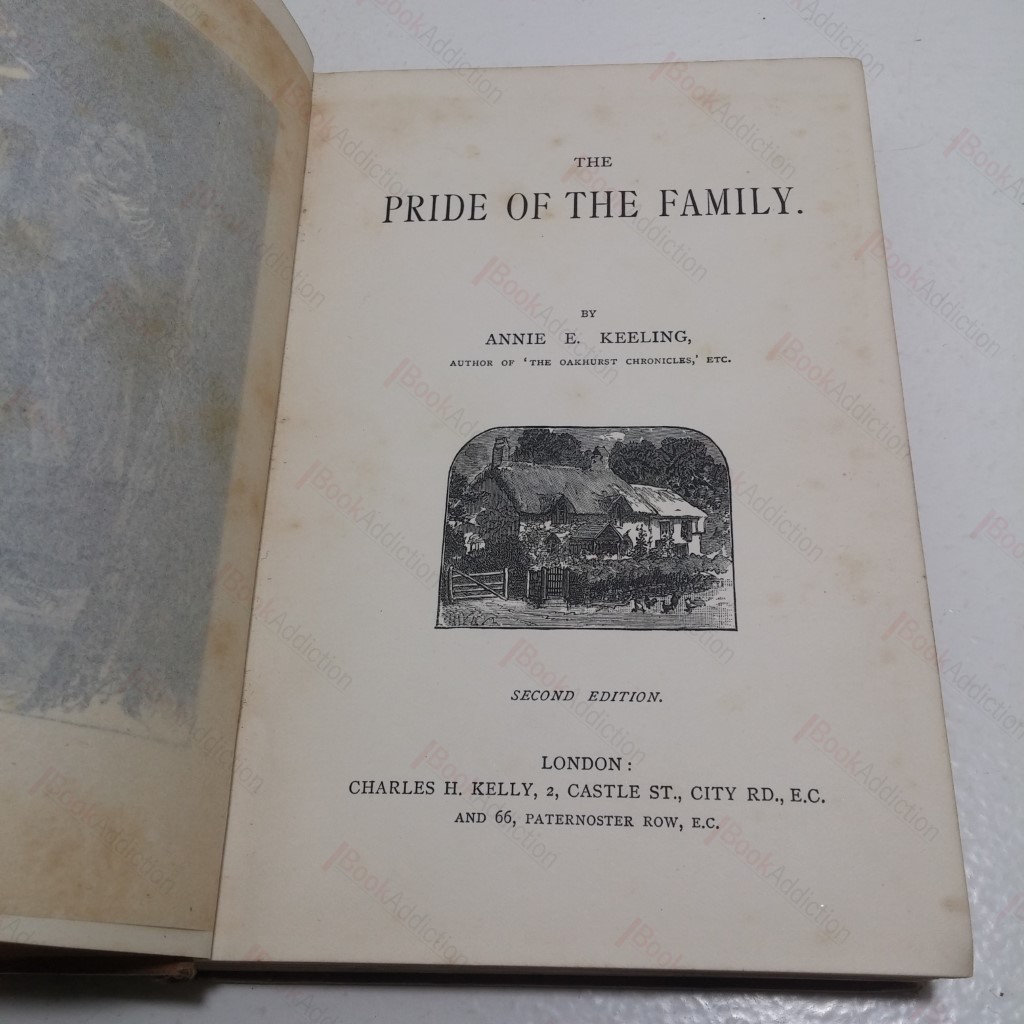 THE
PRIDE OF THE FAMILY.
BY
ANNIE E. KEELING,
AUTHOR OF 'THE OAKHURST CHRONICLES,' ETC.
SECOND EDITION.
LONDON:
CHARLES H. KELLY, 2, CASTLE ST., CITY RD., E.C.
AND 66, PATERNOSTER ROW, E.C.
BookAddiction